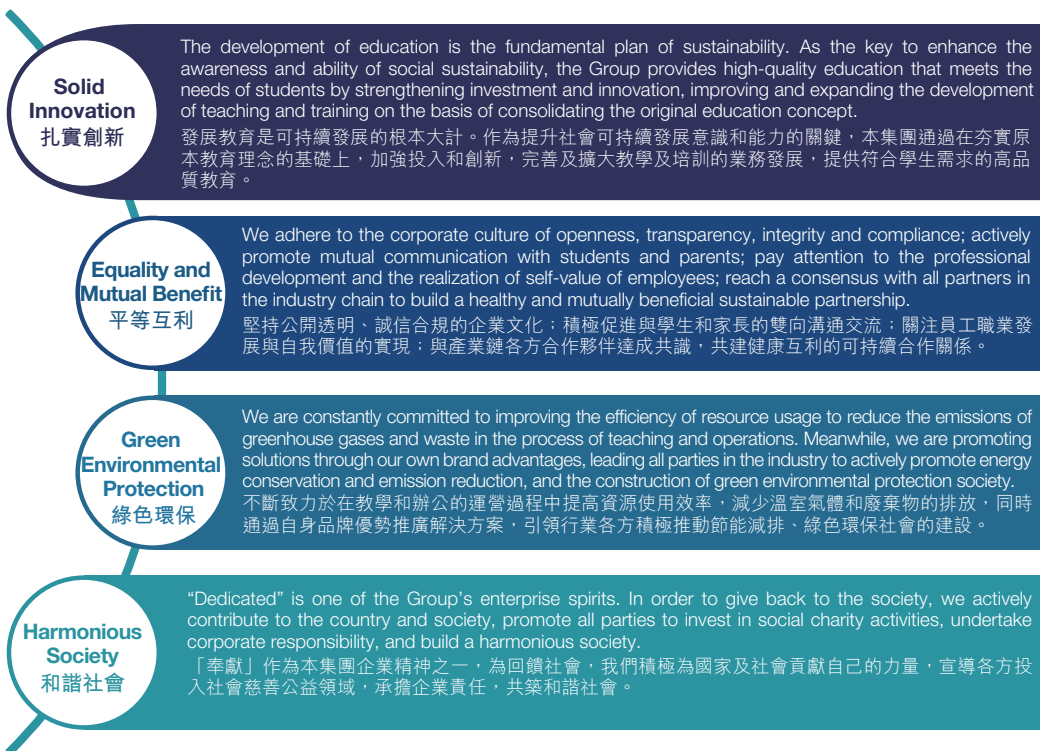 Solid
Innovation
扎實創新
The development of education is the fundamental plan of sustainability. As the key to enhance the
awareness and ability of social sustainability, the Group provides high-quality education that meets the
needs of students by strengthening investment and innovation, improving and expanding the development
of teaching and training on the basis of consolidating the original education concept.
發展教育是可持續發展的根本大計。作為提升社會可持續發展意識和能力的關鍵，本集團通過在夯實原
本教育理念的基礎上，加強投入和創新，完善及擴大教學及培訓的業務發展，提供符合學生需求的高品
質教育。
Equality and
Mutual Benefit
平等互利
We adhere to the corporate culture of openness, transparency, integrity and compliance; actively
promote mutual communication with students and parents; pay attention to the professional
development and the realization of self-value of employees; reach a consensus with all partners in
the industry chain to build a healthy and mutually beneficial sustainable partnership.
堅持公開透明、誠信合規的企業文化；積極促進與學生和家長的雙向溝通交流；關注員工職業發
展與自我價值的實現；與產業鏈各方合作夥伴達成共識，共建健康互利的可持續合作關係。
Green
Environmental
Protection
綠色環保
We are constantly committed to improving the efficiency of resource usage to reduce the emissions of
greenhouse gases and waste in the process of teaching and operations. Meanwhile, we are promoting
solutions through our own brand advantages, leading all parties in the industry to actively promote energy
conservation and emission reduction, and the construction of green environmental protection society.
不斷致力於在教學和辦公的運營過程中提高資源使用效率，減少溫室氣體和廢棄物的排放，同時
通過自身品牌優勢推廣解決方案，引領行業各方積極推動節能減排、綠色環保社會的建設。
Harmonious
Society
和諧社會
“Dedicated” is one of the Group’s enterprise spirits. In order to give back to the society, we actively
contribute to the country and society, promote all parties to invest in social charity activities, undertake
corporate responsibility, and build a harmonious society.
「奉獻」作為本集團企業精神之一，為回饋社會，我們積極為國家及社會貢獻自己的力量，宣導各方投
入社會慈善公益領域，承擔企業責任，共築和諧社會。